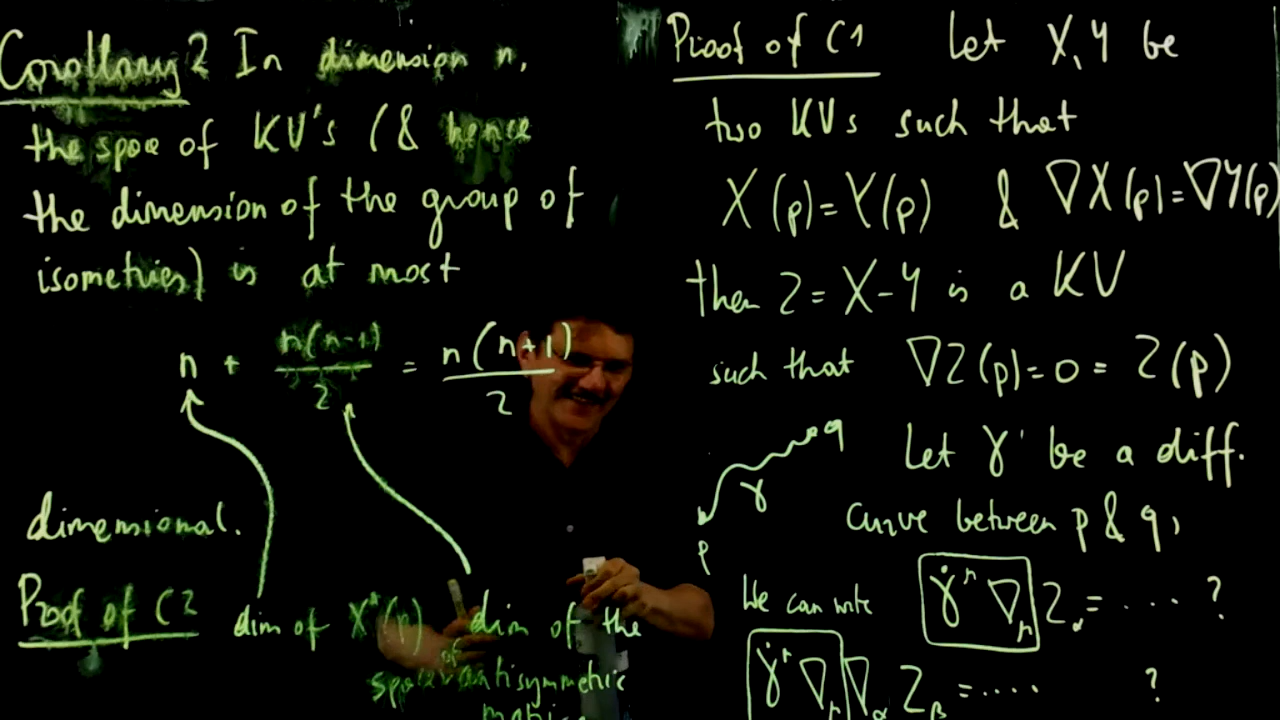 Corollary 2 In dimension n,
the space of KV's (& hence
the dimension of the group of
isometries) is at most
n + n(n-1)/2 = n(n+1)/2
dimensional.
Proof of C2 dim of X^μ(p) dim of the
space of antisymmetric
Proof of C1 Let X, Y be
two KVs such that
X(p)=Y(p) & ∇X(p)=∇Y(p)
then Z = X-Y is a KV
such that ∇Z(p)=0=Z(p)
q
γ
p
Let γ be a diff.
curve between p & q,
We can write γ̇^μ ∇_μ Z_ν = .... ?
γ̇^μ ∇_μ ∇_α Z_β = .... ?